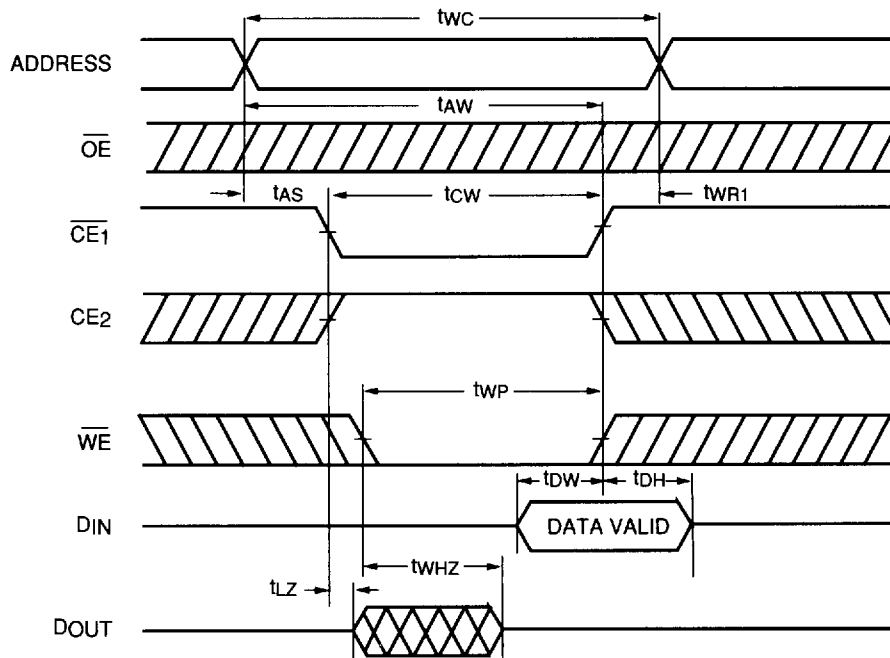 tWC
ADDRESS
tAW
OE
tAS
tCW
tWR1
CE1
CE2
tWP
WE
tDW
tDH
DIN
DATA VALID
tWHZ
tLZ
DOUT